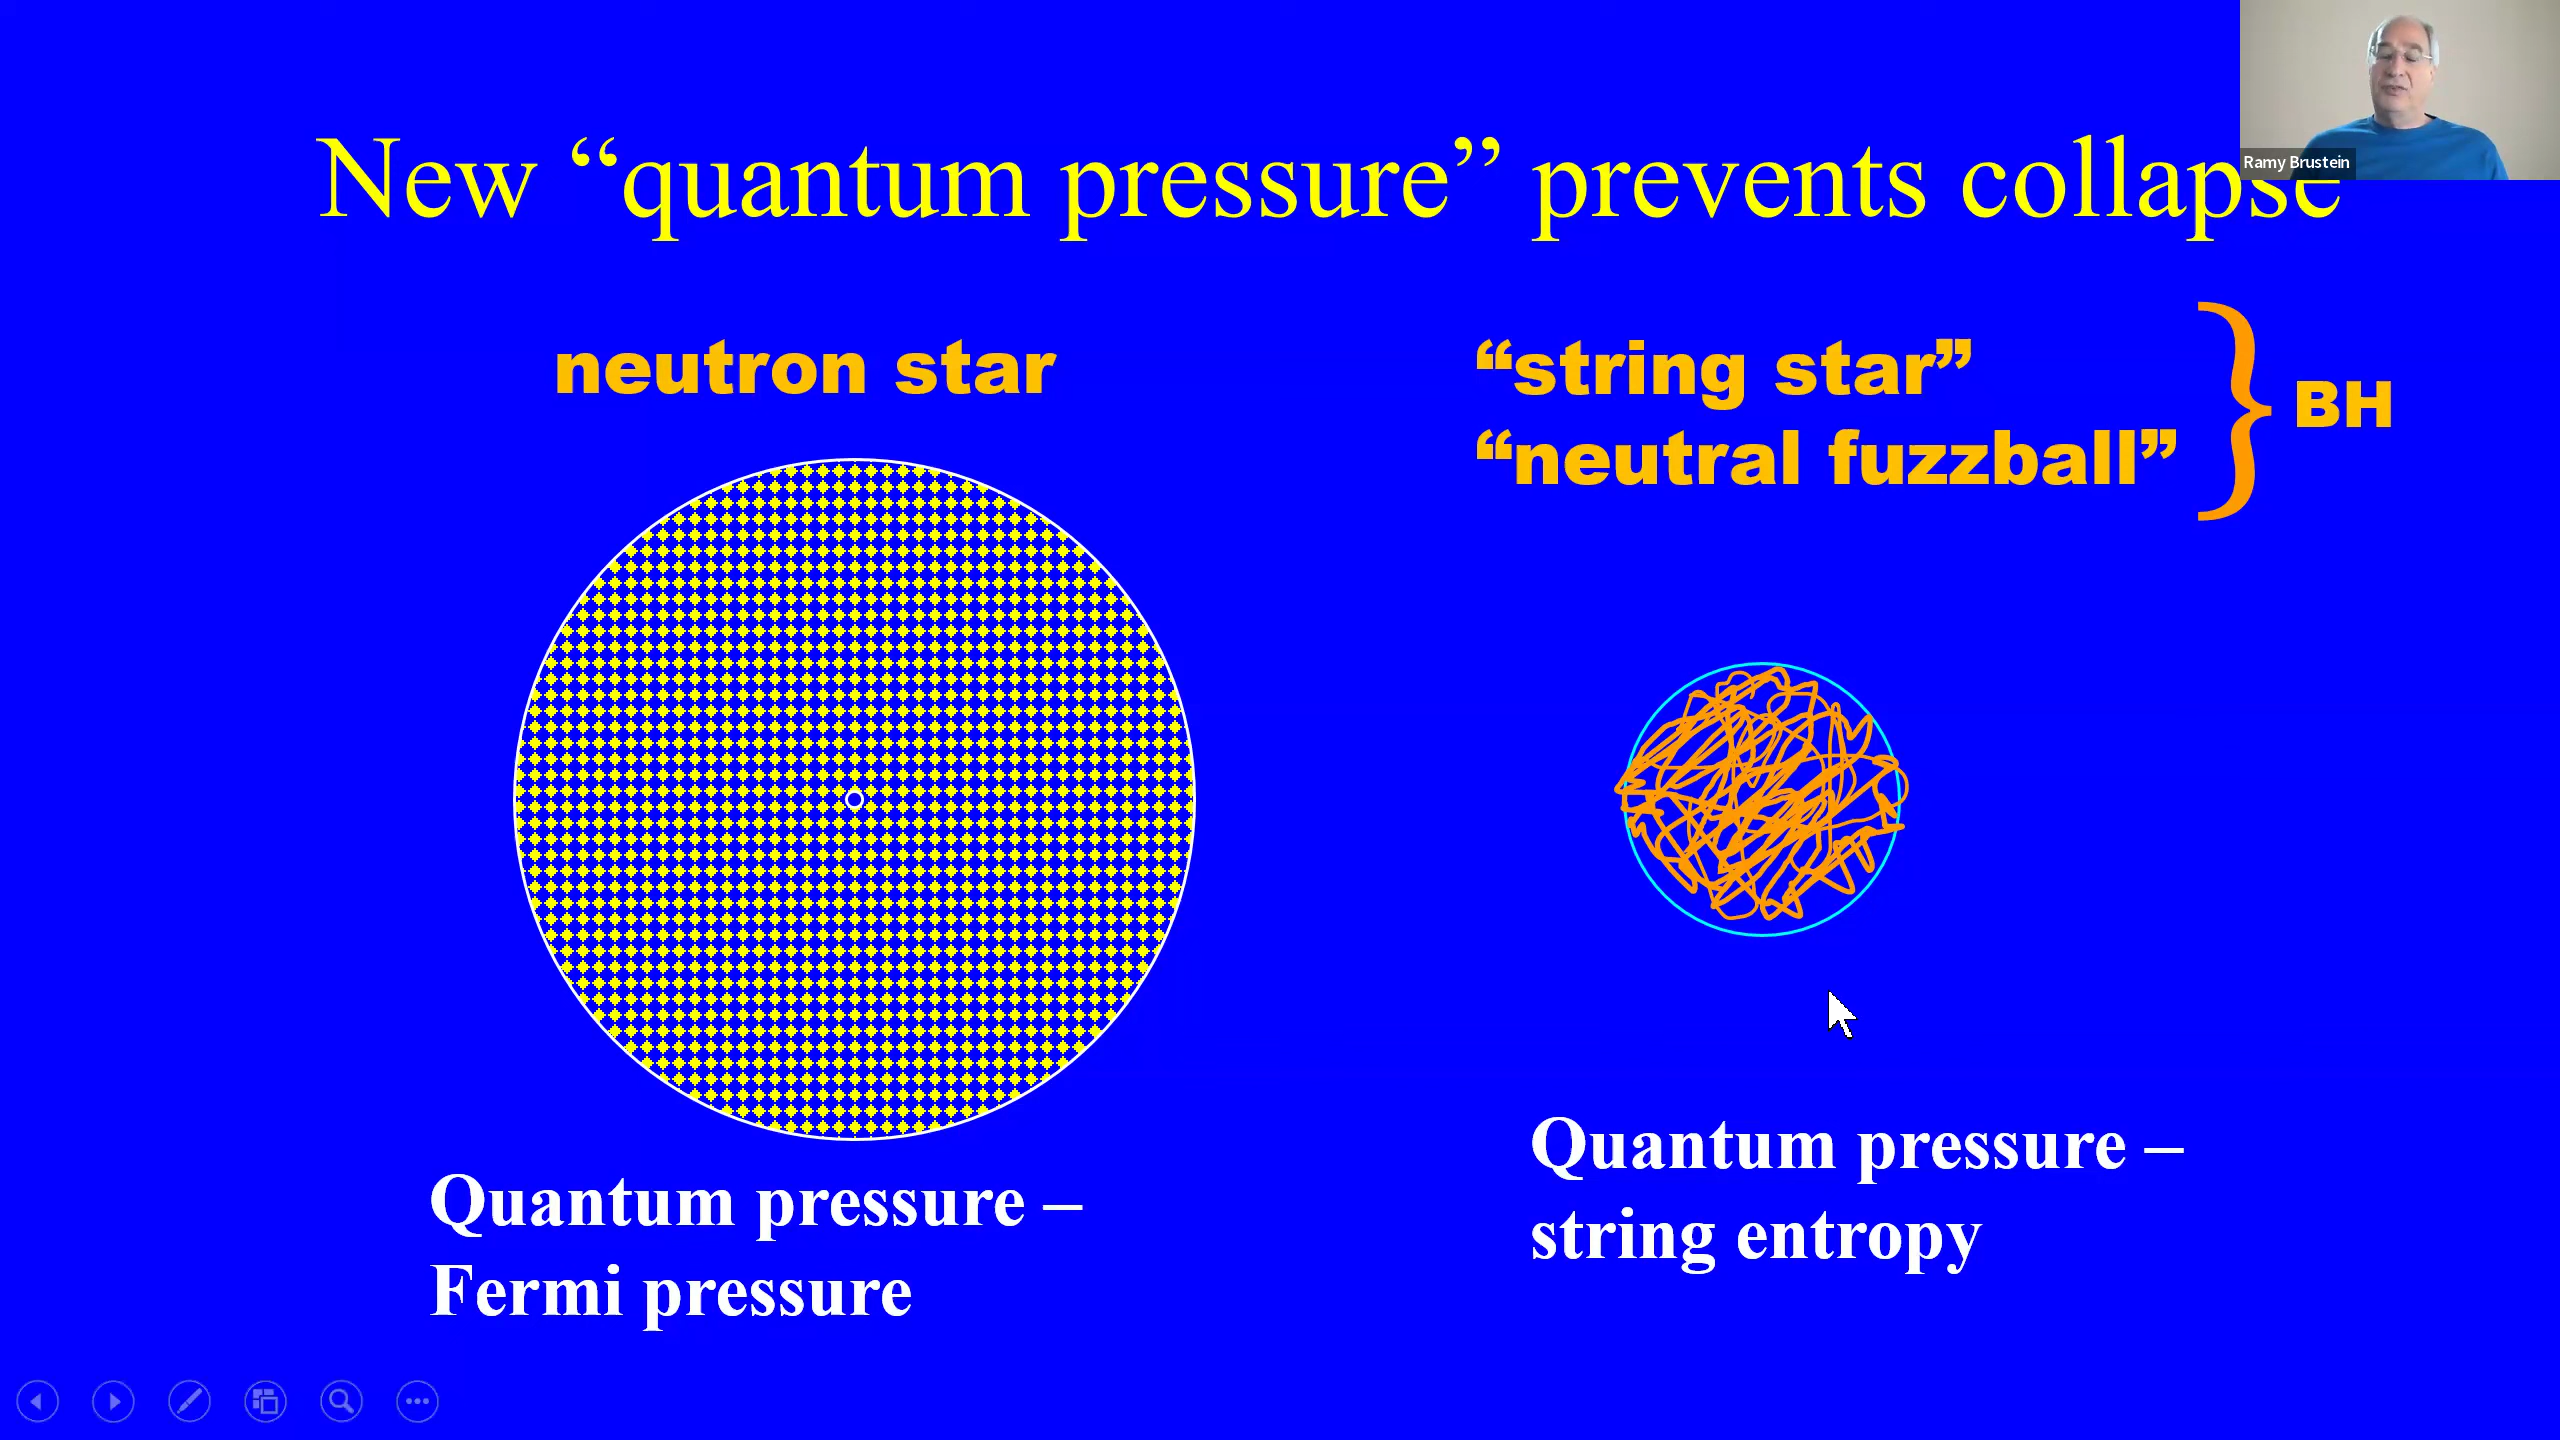 New “quantum pressure” prevents collapse
Ramy Brustein
neutron star
“string star”
“neutral fuzzball”
BH
Quantum pressure –
Fermi pressure
Quantum pressure –
string entropy